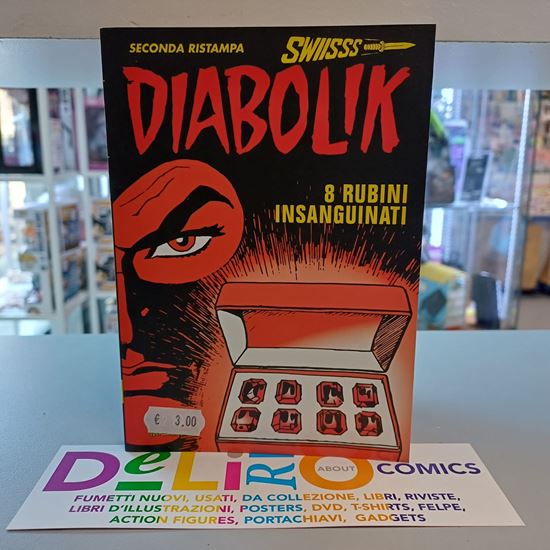 SECONDA RISTAMPA
SWIISSS
DIABOLIK
8 RUBINI
INSANGUINATI
€ 3.00
DeLiRiO ABOUT COMICS
FUMETTI NUOVI, USATI, DA COLLEZIONE, LIBRI, RIVISTE,
LIBRI D'ILLUSTRAZIONI, POSTERS, DVD, T-SHIRTS, FELPE,
ACTION FIGURES, PORTACHIAVI, GADGETS